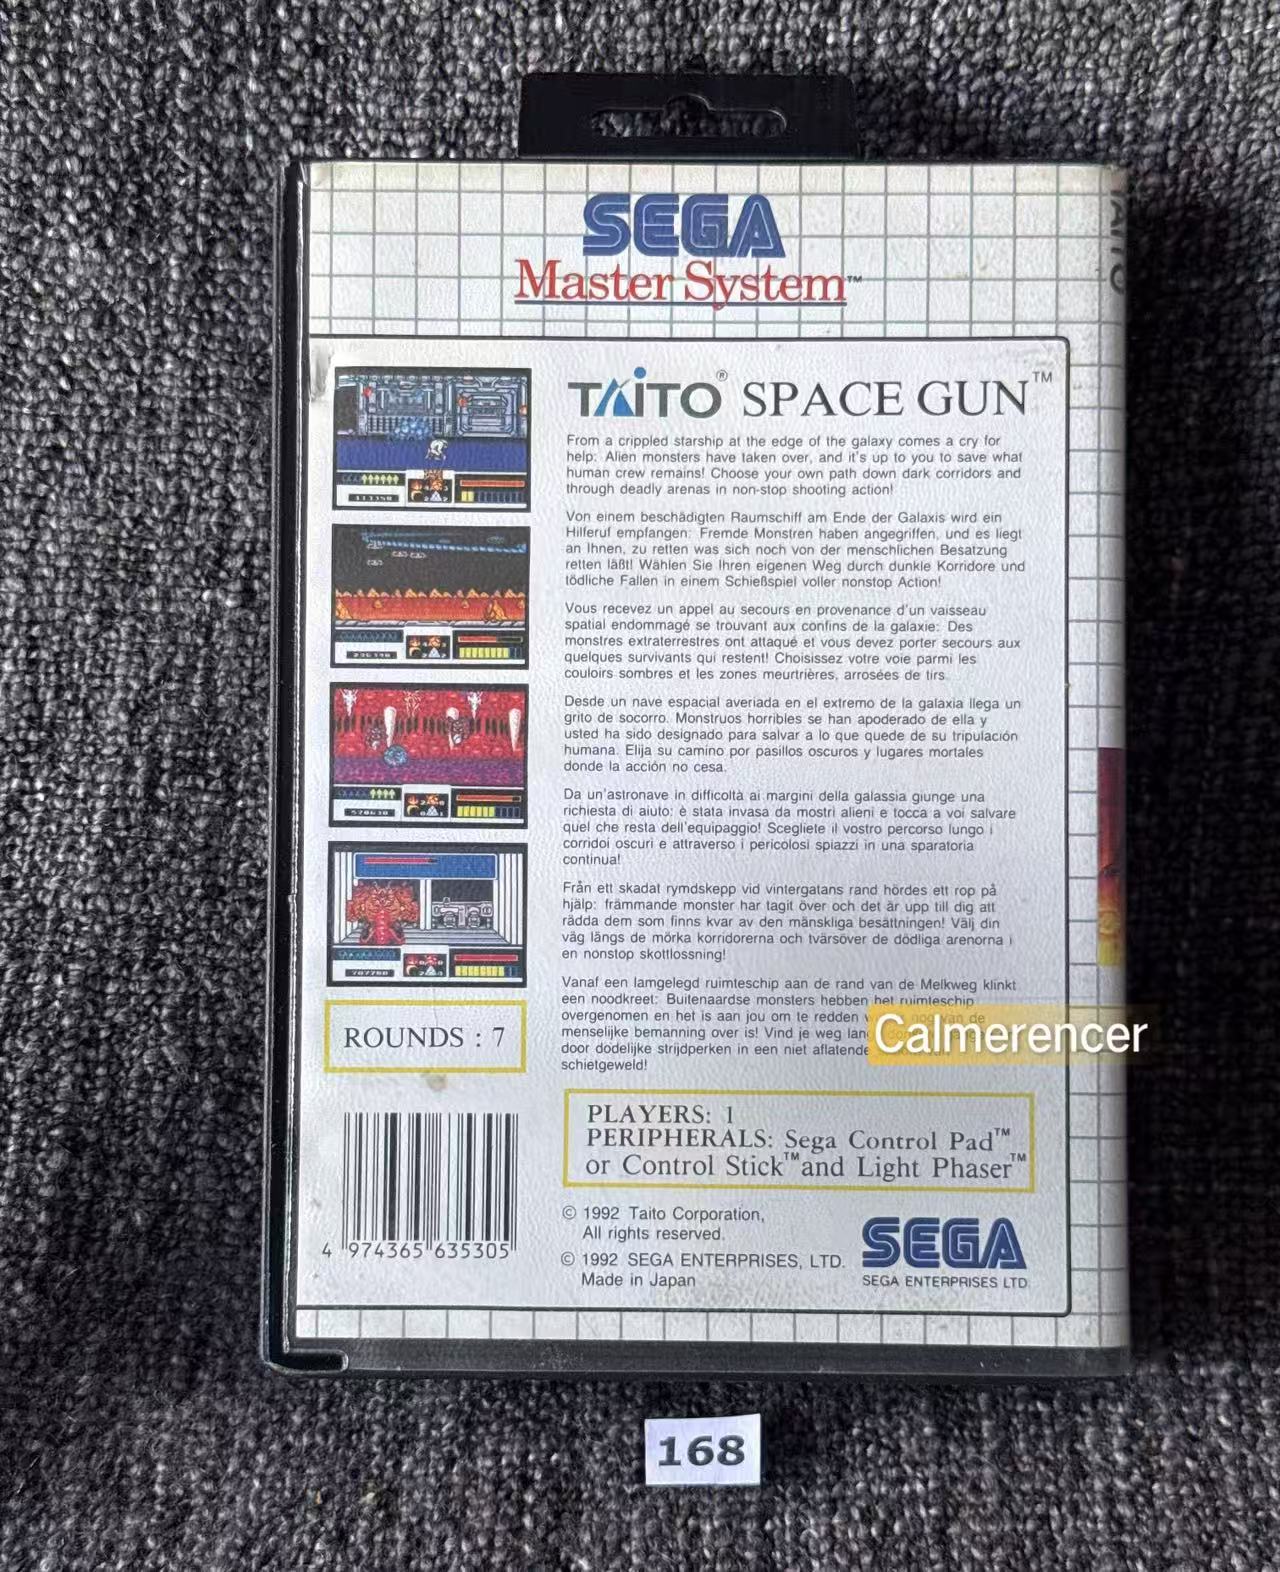 SEGA
Master System™
TAITO® SPACE GUN™
From a crippled starship at the edge of the galaxy comes a cry for
help: Alien monsters have taken over, and it's up to you to save what
human crew remains! Choose your own path down dark corridors and
through deadly arenas in non-stop shooting action!
Von einem beschädigten Raumschiff am Ende der Galaxis wird ein
Hilferuf empfangen: Fremde Monstren haben angegriffen, und es liegt
an Ihnen, zu retten was sich noch von der menschlichen Besatzung
retten läßt! Wählen Sie Ihren eigenen Weg durch dunkle Korridore und
tödliche Fallen in einem Schießspiel voller nonstop Action!
Vous recevez un appel au secours en provenance d'un vaisseau
spatial endommagé se trouvant aux confins de la galaxie: Des
monstres extraterrestres ont attaqué et vous devez porter secours aux
quelques survivants qui restent! Choisissez votre voie parmi les
couloirs sombres et les zones meurtrières, arrosées de tirs.
Desde un nave espacial averiada en el extremo de la galaxia llega un
grito de socorro. Monstruos horribles se han apoderado de ella y
usted ha sido designado para salvar a lo que quede de su tripulación
humana. Elija su camino por pasillos oscuros y lugares mortales
donde la acción no cesa.
Da un'astronave in difficoltà ai margini della galassia giunge una
richiesta di aiuto: è stata invasa da mostri alieni e tocca a voi salvare
quel che resta dell'equipaggio! Scegliete il vostro percorso lungo i
corridoi oscuri e attraverso i pericolosi spiazzi in una sparatoria
continua!
Från ett skadat rymdskepp vid vintergatans rand hördes ett rop på
hjälp: främmande monster har tagit över och det är upp till dig att
rädda dem som finns kvar av den mänskliga besättningen! Välj din
väg längs de mörka korridorerna och tvärsöver de dödliga arenorna i
en nonstop skottlossning!
Vanaf een lamgelegd ruimteschip aan de rand van de Melkweg klinkt
een noodkreet: Buitenaardse monsters hebben het ruimteschip
overgenomen en het is aan jou om te redden van de
menselijke bemanning over is! Vind je weg
door dodelijke strijdperken in een niet aflatende
schietgeweld!
Calmerencer
ROUNDS : 7
PLAYERS: 1
PERIPHERALS: Sega Control Pad™
or Control Stick™ and Light Phaser™
4 974365 635305
© 1992 Taito Corporation,
All rights reserved.
© 1992 SEGA ENTERPRISES, LTD.
Made in Japan
SEGA
SEGA ENTERPRISES LTD.
TAITO
168